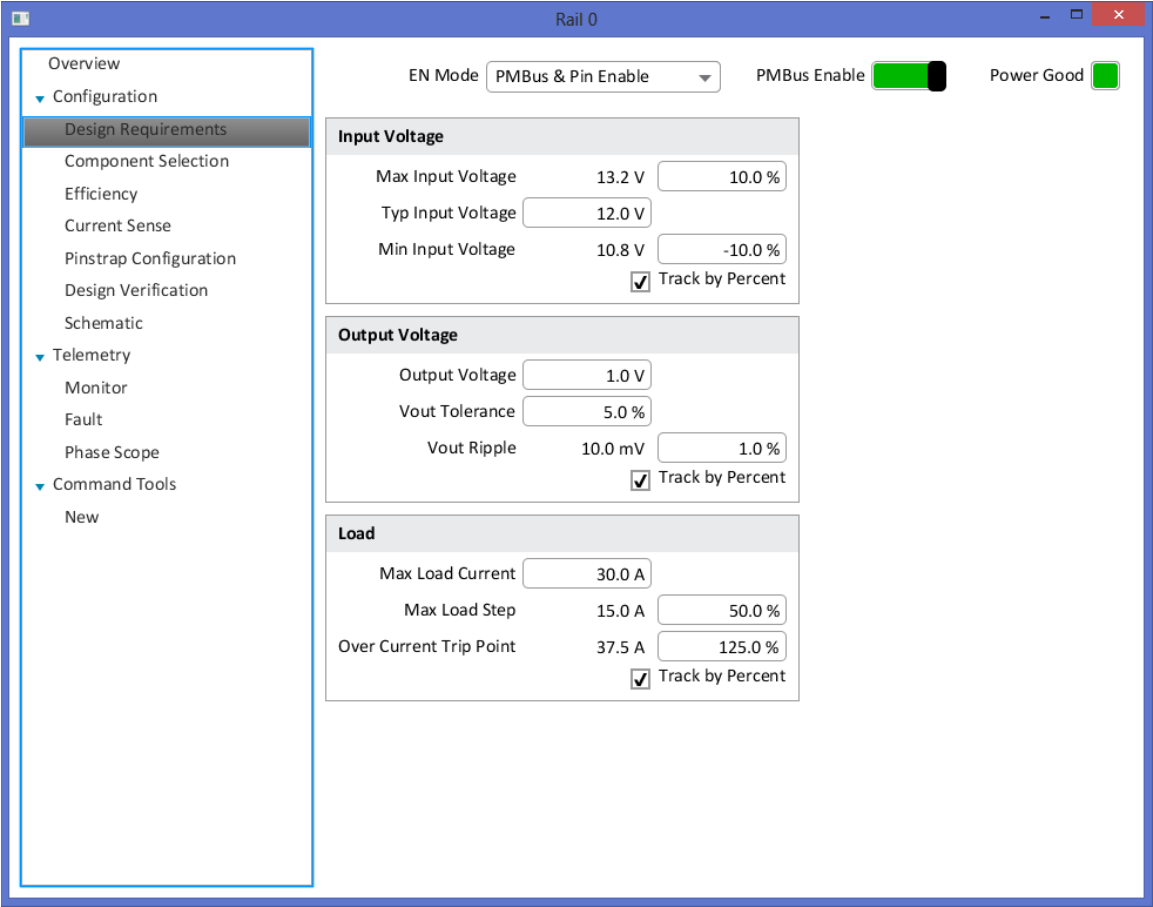 Rail 0
Overview
Configuration
Design Requirements
Component Selection
Efficiency
Current Sense
Pinstrap Configuration
Design Verification
Schematic
Telemetry
Monitor
Fault
Phase Scope
Command Tools
New
EN Mode PMBus & Pin Enable PMBus Enable Power Good
Input Voltage
Max Input Voltage 13.2 V 10.0 %
Typ Input Voltage 12.0 V
Min Input Voltage 10.8 V -10.0 %
Track by Percent
Output Voltage
Output Voltage 1.0 V
Vout Tolerance 5.0 %
Vout Ripple 10.0 mV 1.0 %
Track by Percent
Load
Max Load Current 30.0 A
Max Load Step 15.0 A 50.0 %
Over Current Trip Point 37.5 A 125.0 %
Track by Percent